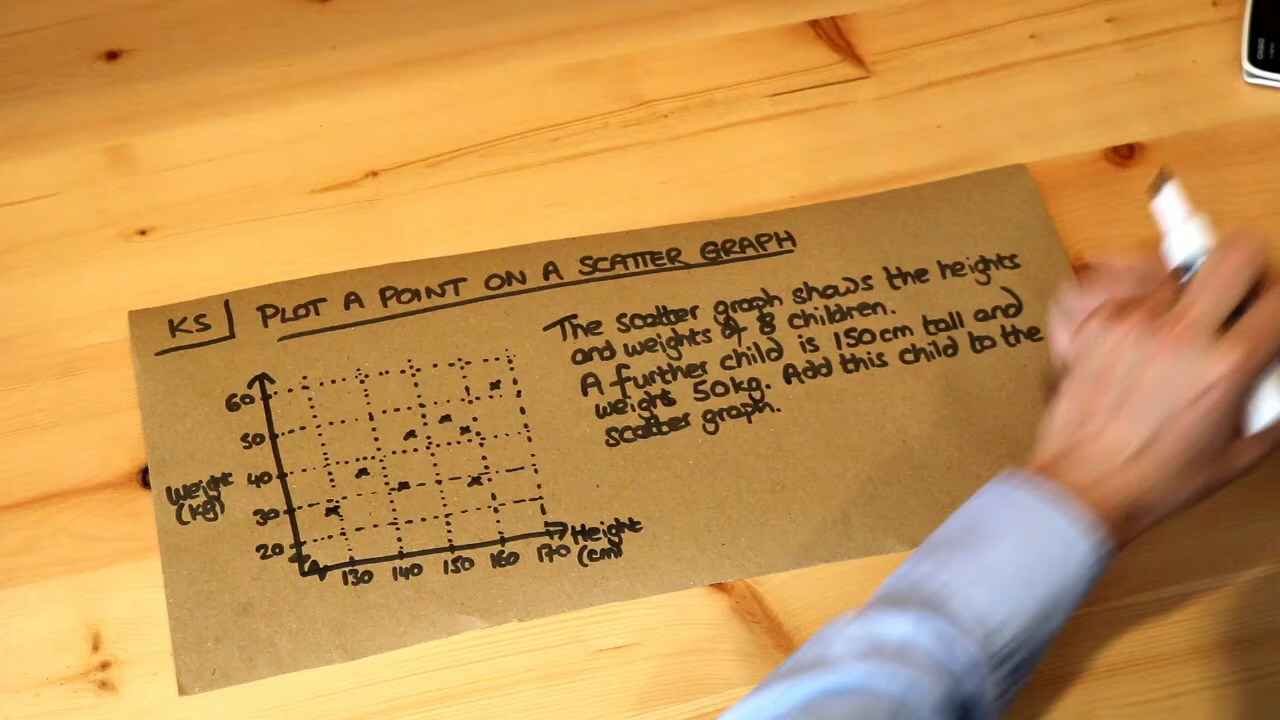 KS PLOT A POINT ON A SCATTER GRAPH
The scatter graph shows the heights
and weights of 8 children.
A further child is 150cm tall and
weighs 50kg. Add this child to the
scatter graph.
60
50
40
30
20
Weight
(kg)
130 140 150 160 170
Height
(cm)
CASIO